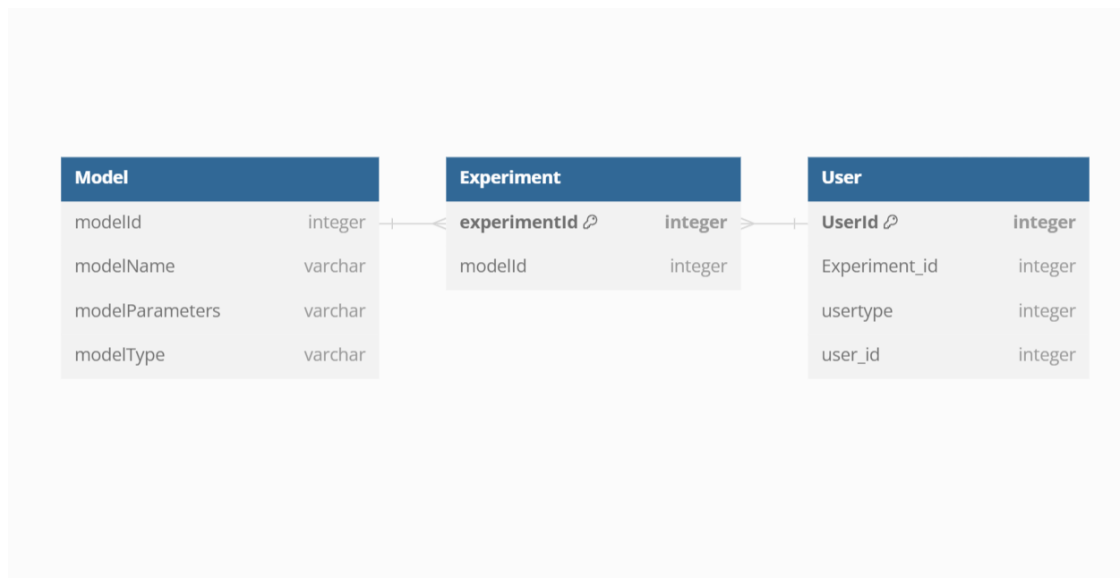 Model
modelId integer
modelName varchar
modelParameters varchar
modelType varchar
Experiment
experimentId integer
modelId integer
User
UserId integer
Experiment_id integer
usertype integer
user_id integer